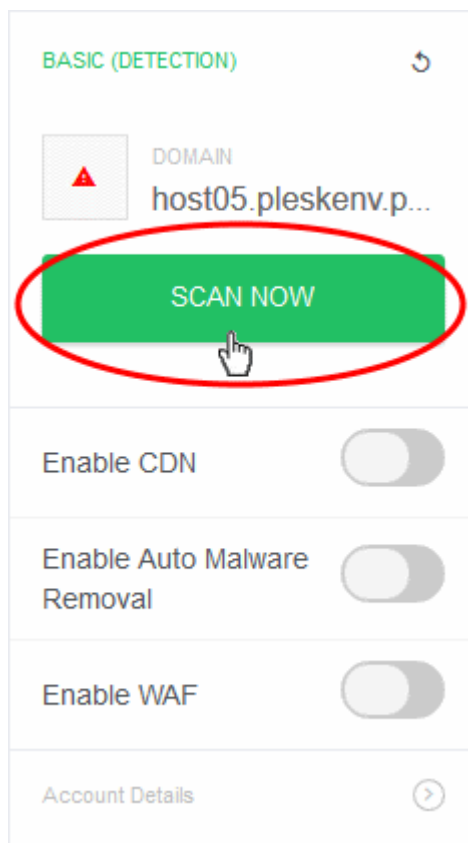 BASIC (DETECTION)
DOMAIN
host05.pleskenv.p...
SCAN NOW
Enable CDN
Enable Auto Malware
Removal
Enable WAF
Account Details